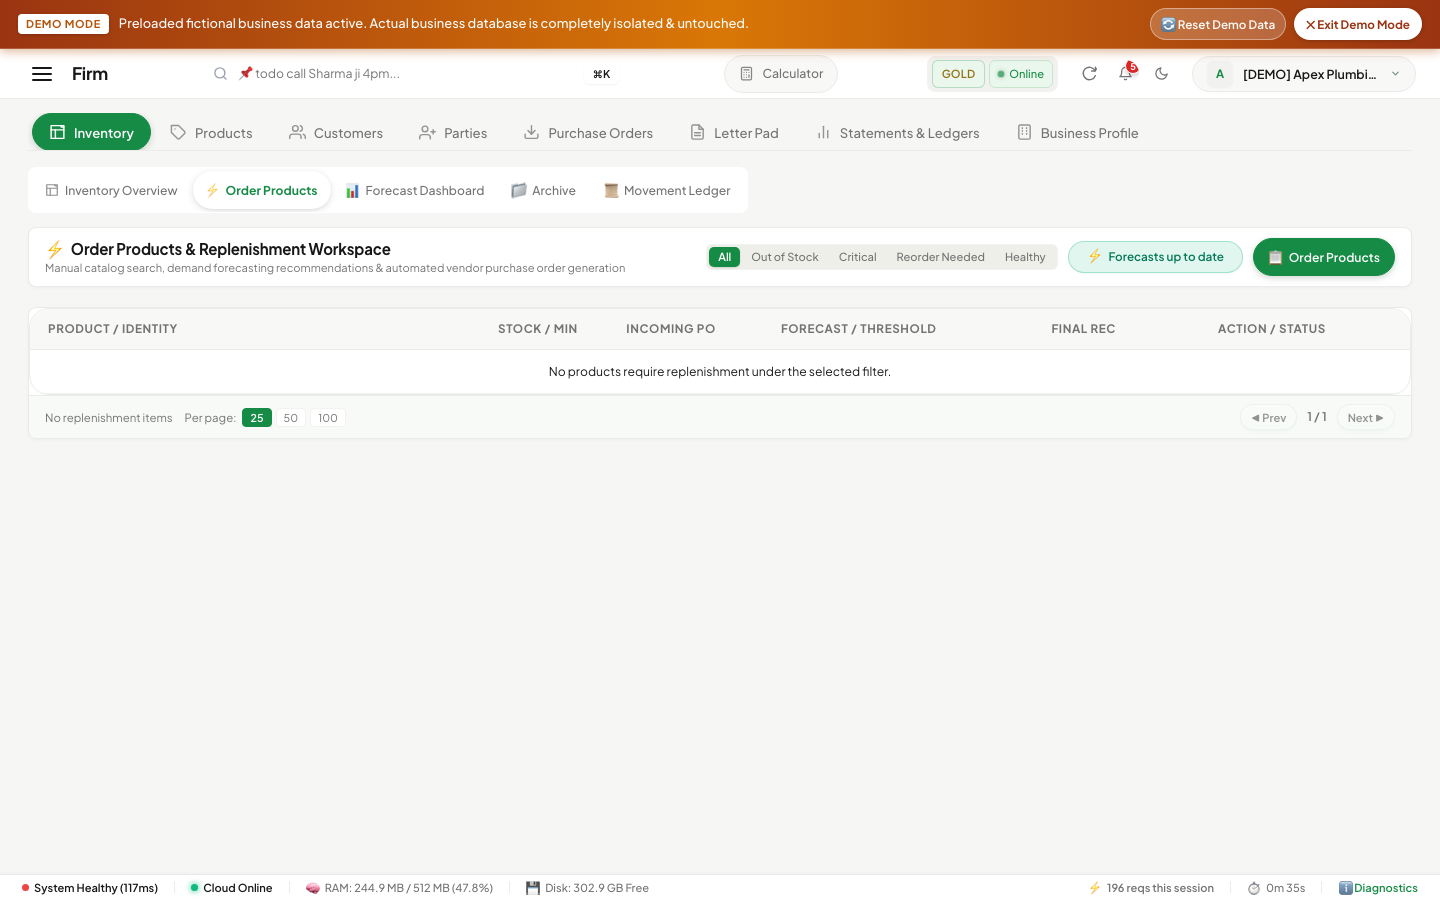 DEMO MODE Preloaded fictional business data active. Actual business database is completely isolated & untouched. Reset Demo Data Exit Demo Mode
Firm todo call Sharma ji 4pm... ⌘K Calculator GOLD Online 5 A [DEMO] Apex Plumbi...
Inventory Products Customers Parties Purchase Orders Letter Pad Statements & Ledgers Business Profile
Inventory Overview Order Products Forecast Dashboard Archive Movement Ledger
Order Products & Replenishment Workspace
Manual catalog search, demand forecasting recommendations & automated vendor purchase order generation
All Out of Stock Critical Reorder Needed Healthy Forecasts up to date Order Products
PRODUCT / IDENTITY STOCK / MIN INCOMING PO FORECAST / THRESHOLD FINAL REC ACTION / STATUS
No products require replenishment under the selected filter.
No replenishment items Per page: 25 50 100 ◀ Prev 1 / 1 Next ▶
System Healthy (117ms) Cloud Online RAM: 244.9 MB / 512 MB (47.8%) Disk: 302.9 GB Free 196 reqs this session 0m 35s Diagnostics